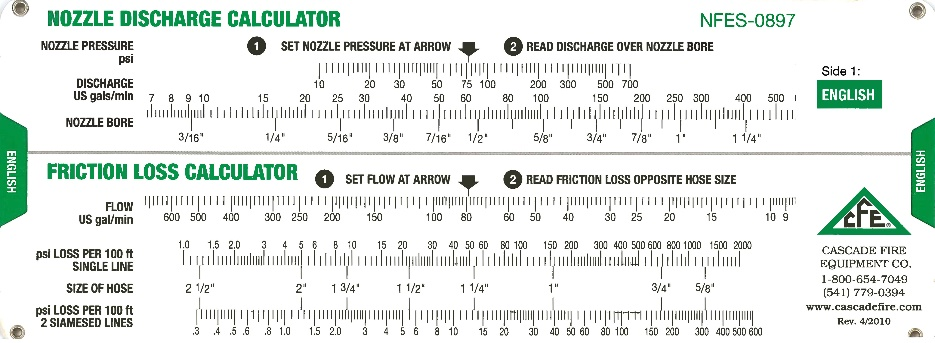 NOZZLE DISCHARGE CALCULATOR
NFES-0897
NOZZLE PRESSURE
psi
1 SET NOZZLE PRESSURE AT ARROW
2 READ DISCHARGE OVER NOZZLE BORE
10 20 30 40 50 75 100 200 300 500 700
DISCHARGE
US gals/min
7 8 9 10 15 20 25 30 40 50 60 80 100 150 200 300 400 500
NOZZLE BORE
3/16" 1/4" 5/16" 3/8" 7/16" 1/2" 5/8" 3/4" 7/8" 1" 1 1/4"
Side 1:
ENGLISH
ENGLISH
ENGLISH
FRICTION LOSS CALCULATOR
1 SET FLOW AT ARROW
2 READ FRICTION LOSS OPPOSITE HOSE SIZE
FLOW
US gal/min
600 500 400 300 250 200 150 100 80 60 50 40 30 25 20 15 10 9
psi LOSS PER 100 ft
SINGLE LINE
1.0 1.5 2.0 3 4 5 6 8 10 15 20 30 40 50 60 80 100 150 200 300 400 500 600 800 1000 1500 2000
SIZE OF HOSE
2 1/2" 2" 1 3/4" 1 1/2" 1 1/4" 1" 3/4" 5/8"
psi LOSS PER 100 ft
2 SIAMESED LINES
.3 .4 .5 .6 .8 1.0 1.5 2.0 3 4 5 6 8 10 15 20 30 40 50 60 80 100 150 200 300 400 500 600
CFE®
CASCADE FIRE
EQUIPMENT CO.
1-800-654-7049
(541) 779-0394
www.cascadefire.com
Rev. 4/2010